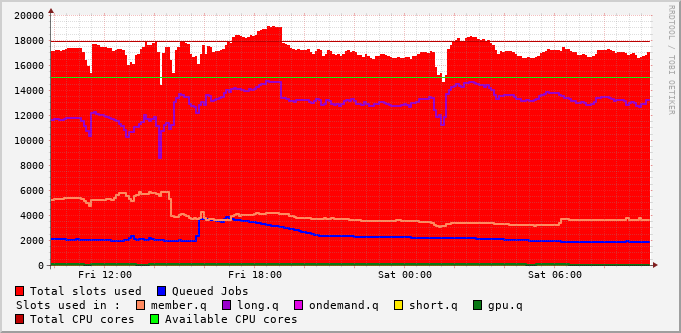 20000
18000
16000
14000
12000
10000
8000
6000
4000
2000
0
Fri 12:00 Fri 18:00 Sat 00:00 Sat 06:00
RRDTOOL / TOBI OETIKER
Total slots used Queued Jobs
Slots used in : member.q long.q ondemand.q short.q gpu.q
Total CPU cores Available CPU cores